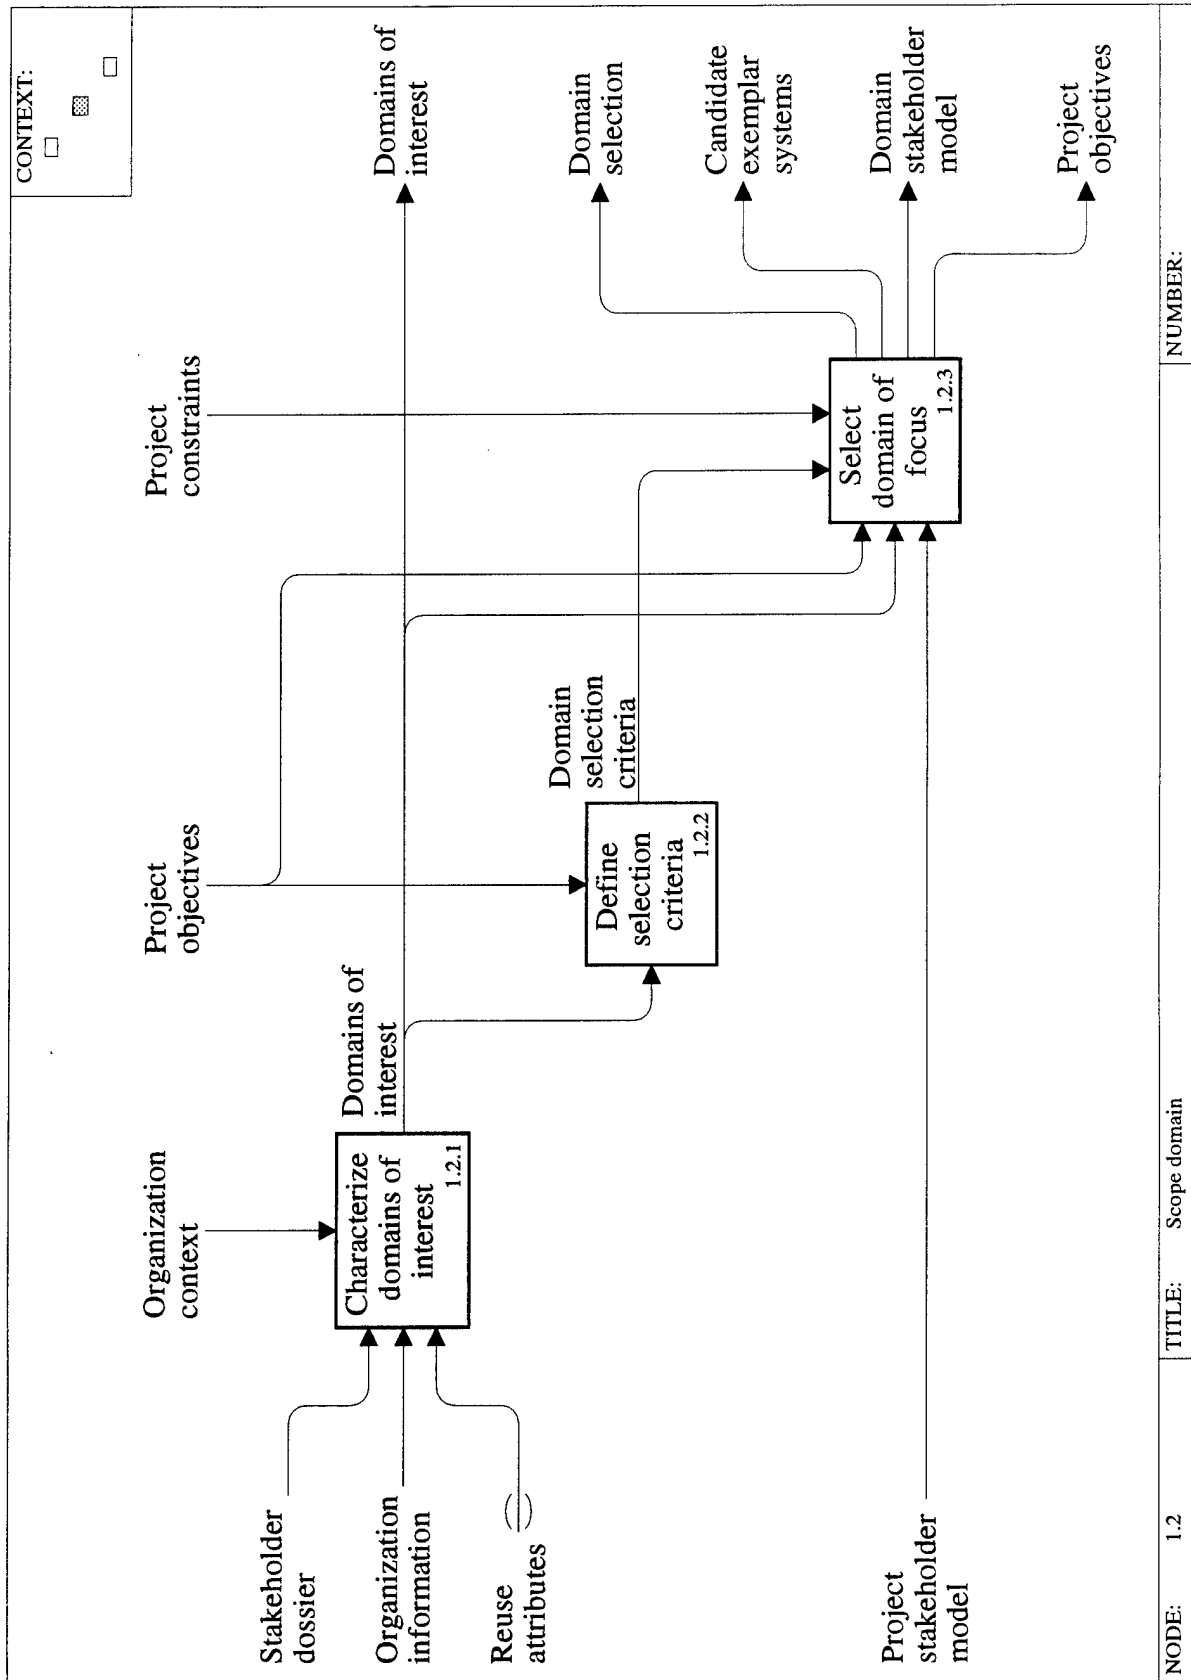 CONTEXT:
Organization
context
Project
objectives
Project
constraints
Stakeholder
dossier
Organization
information
Reuse
attributes
Characterize
domains of
interest
1.2.1
Domains of
interest
Domains of
interest
Define
selection
criteria
1.2.2
Domain
selection
criteria
Domain
selection
Candidate
exemplar
systems
Project
stakeholder
model
Select
domain of
focus
1.2.3
Domain
stakeholder
model
Project
objectives
NODE: 1.2
TITLE: Scope domain
NUMBER: